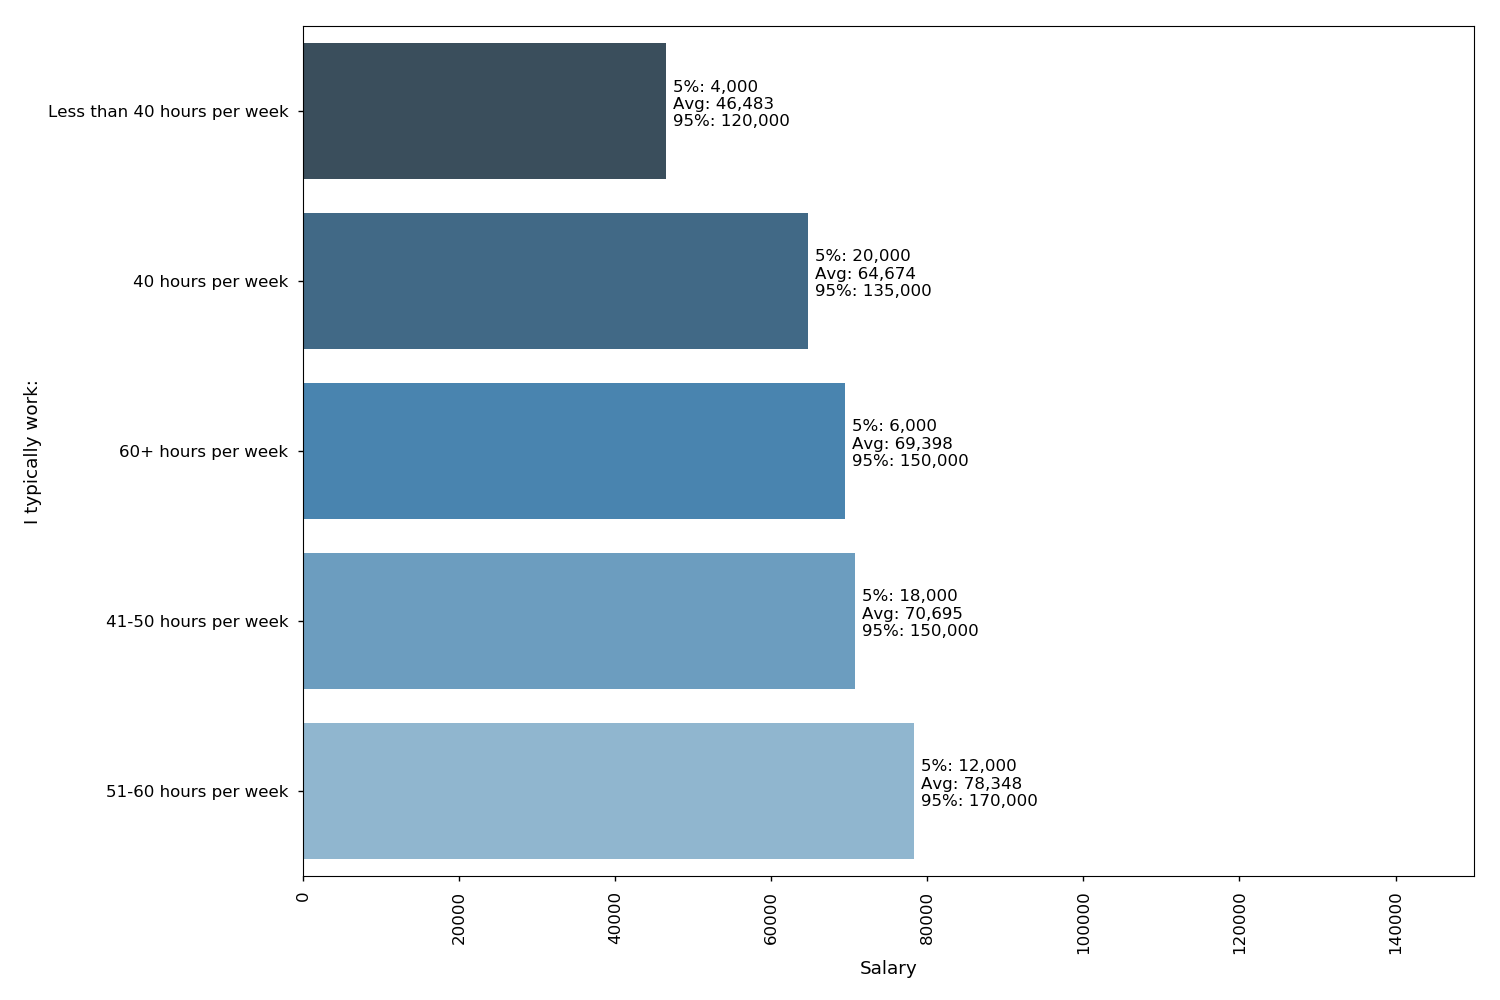 Less than 40 hours per week
5%: 4,000
Avg: 46,483
95%: 120,000
40 hours per week
5%: 20,000
Avg: 64,674
95%: 135,000
I typically work:
60+ hours per week
5%: 6,000
Avg: 69,398
95%: 150,000
41-50 hours per week
5%: 18,000
Avg: 70,695
95%: 150,000
51-60 hours per week
5%: 12,000
Avg: 78,348
95%: 170,000
0
20000
40000
60000
80000
100000
120000
140000
Salary